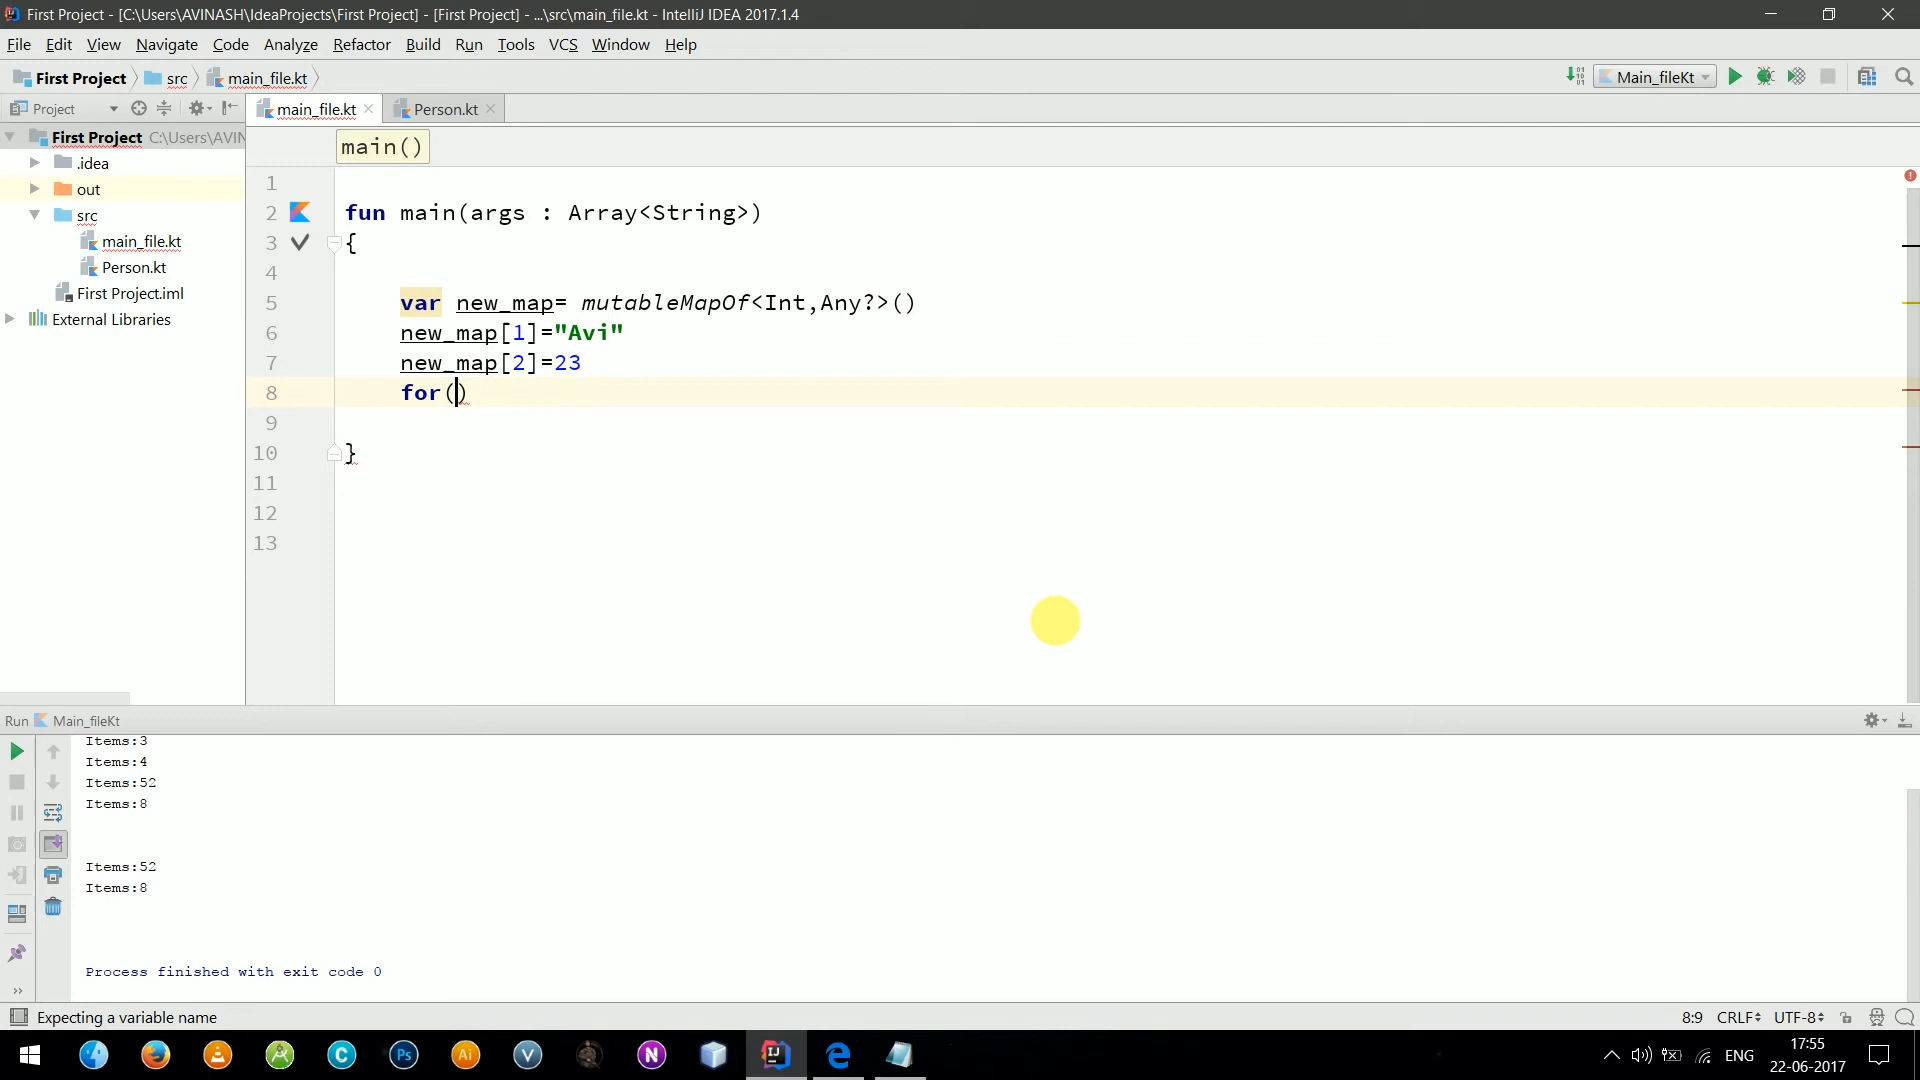 First Project - [C:\Users\AVINASH\IdeaProjects\First Project] - [First Project] - ...\src\main_file.kt - IntelliJ IDEA 2017.1.4
File Edit View Navigate Code Analyze Refactor Build Run Tools VCS Window Help
First Project src main_file.kt Main_fileKt
Project main_file.kt Person.kt
First Project C:\Users\AVIN
main()
.idea
out
src
main_file.kt
Person.kt
First Project.iml
External Libraries
1
2 fun main(args : Array<String>)
3 {
4
5 var new_map= mutableMapOf<Int,Any?>()
6 new_map[1]="Avi"
7 new_map[2]=23
8 for()
9
10 }
11
12
13
Run Main_fileKt
Items:3
Items:4
Items:52
Items:8
Items:52
Items:8
Process finished with exit code 0
Expecting a variable name 8:9 CRLF UTF-8
ENG 17:55
22-06-2017